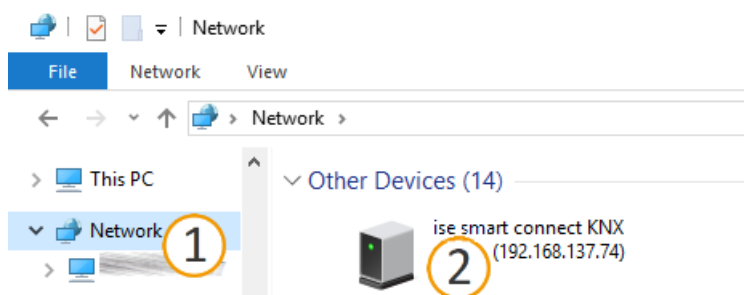 Network
File Network View
Network
This PC
Other Devices (14)
Network
1
ise smart connect KNX
2
(192.168.137.74)